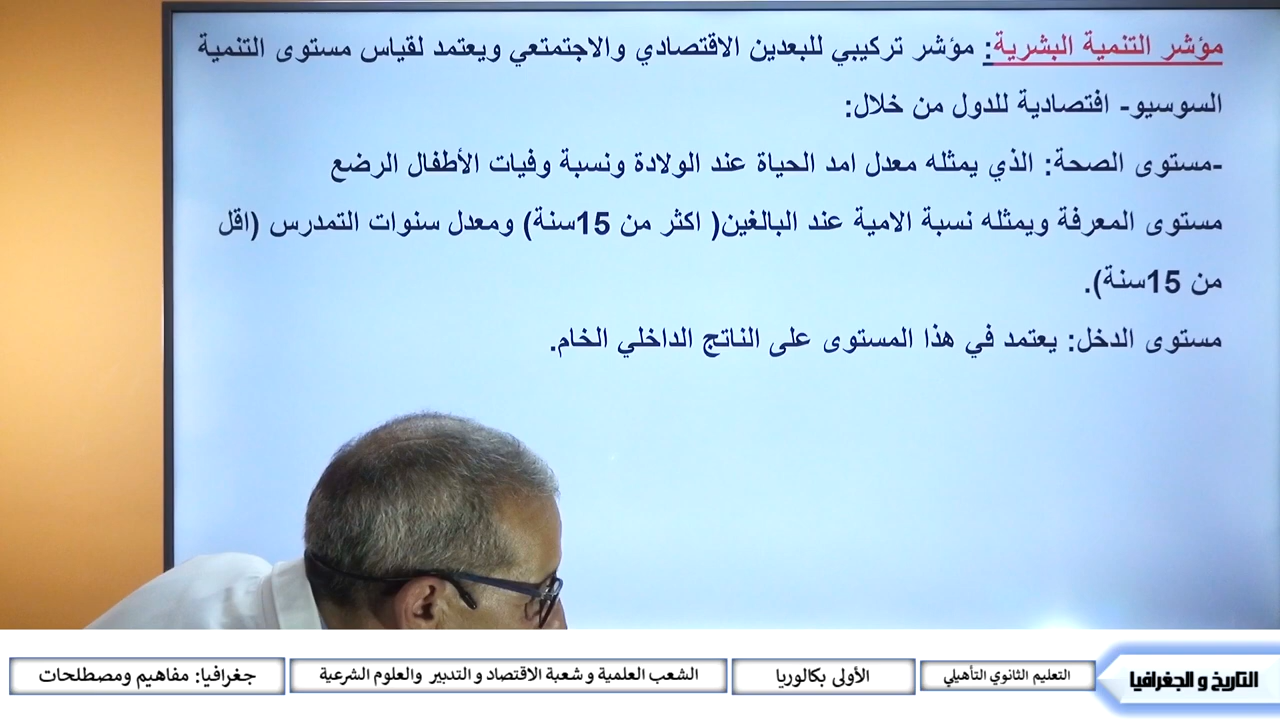 مؤشر التنمية البشرية: مؤشر تركيبي للبعدين الاقتصادي والاجتمتعي ويعتمد لقياس مستوى التنمية
السوسيو- افتصادية للدول من خلال:
-مستوى الصحة: الذي يمثله معدل امد الحياة عند الولادة ونسبة وفيات الأطفال الرضع
مستوى المعرفة ويمثله نسبة الامية عند البالغين( اكثر من 15سنة) ومعدل سنوات التمدرس (اقل
من 15سنة).
مستوى الدخل: يعتمد في هذا المستوى على الناتج الداخلي الخام.
التاريخ و الجغرافيا
التعليم الثانوي التأهيلي
الأولى بكالوريا
الشعب العلمية و شعبة الاقتصاد و التدبير والعلوم الشرعية
جغرافيا: مفاهيم ومصطلحات